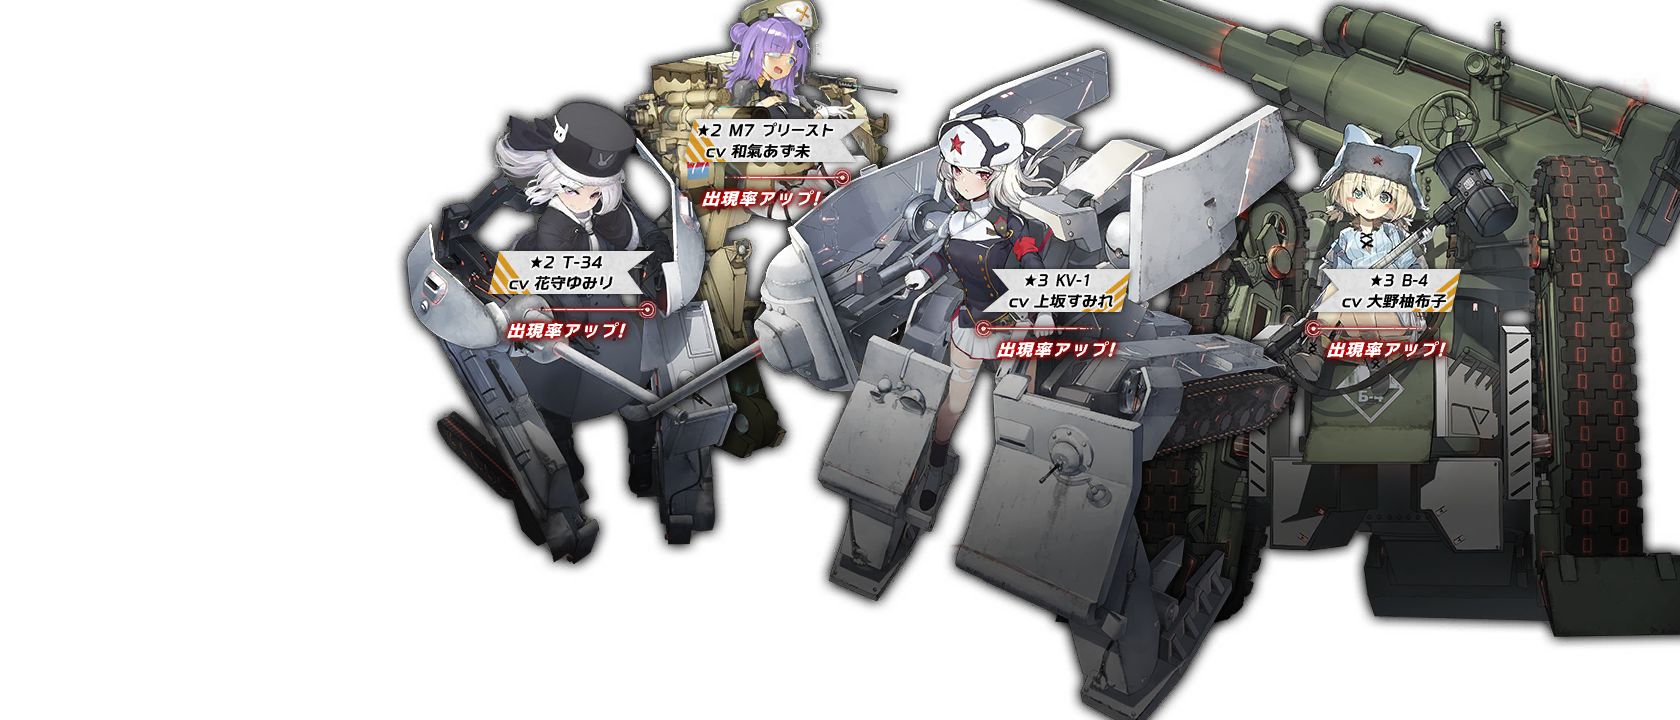 ★2 M7 プリースト
cv 和氣あず未
出現率アップ!
★2 T-34
cv 花守ゆみり
出現率アップ!
★3 KV-1
cv 上坂すみれ
出現率アップ!
★3 B-4
cv 大野柚布子
出現率アップ!
Б-4